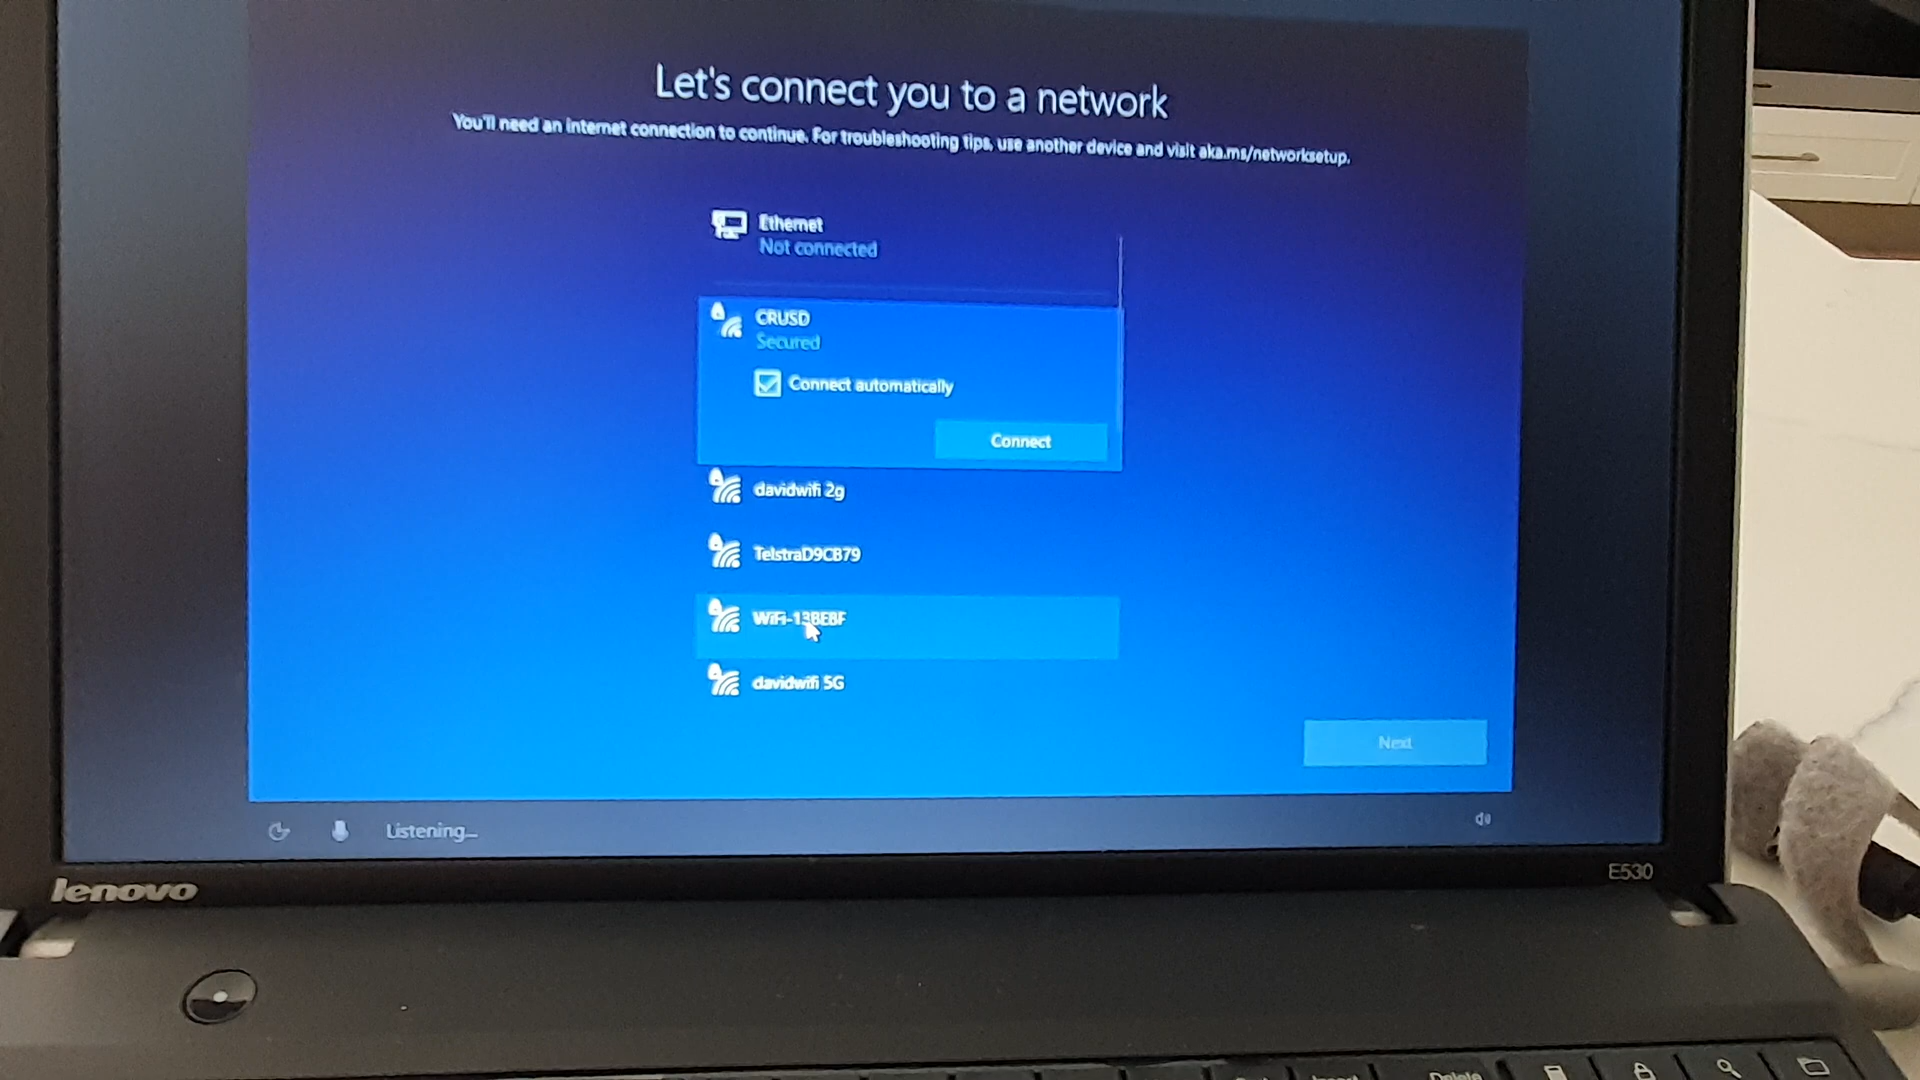 Let's connect you to a network
You'll need an internet connection to continue. For troubleshooting tips, use another device and visit aka.ms/networksetup.
Ethernet
Not connected
CRUSD
Secured
Connect automatically
Connect
davidwifi 2g
TelstraD9CB79
WiFi-13BEBF
davidwifi 5G
Next
Listening...
lenovo
E530
Delete